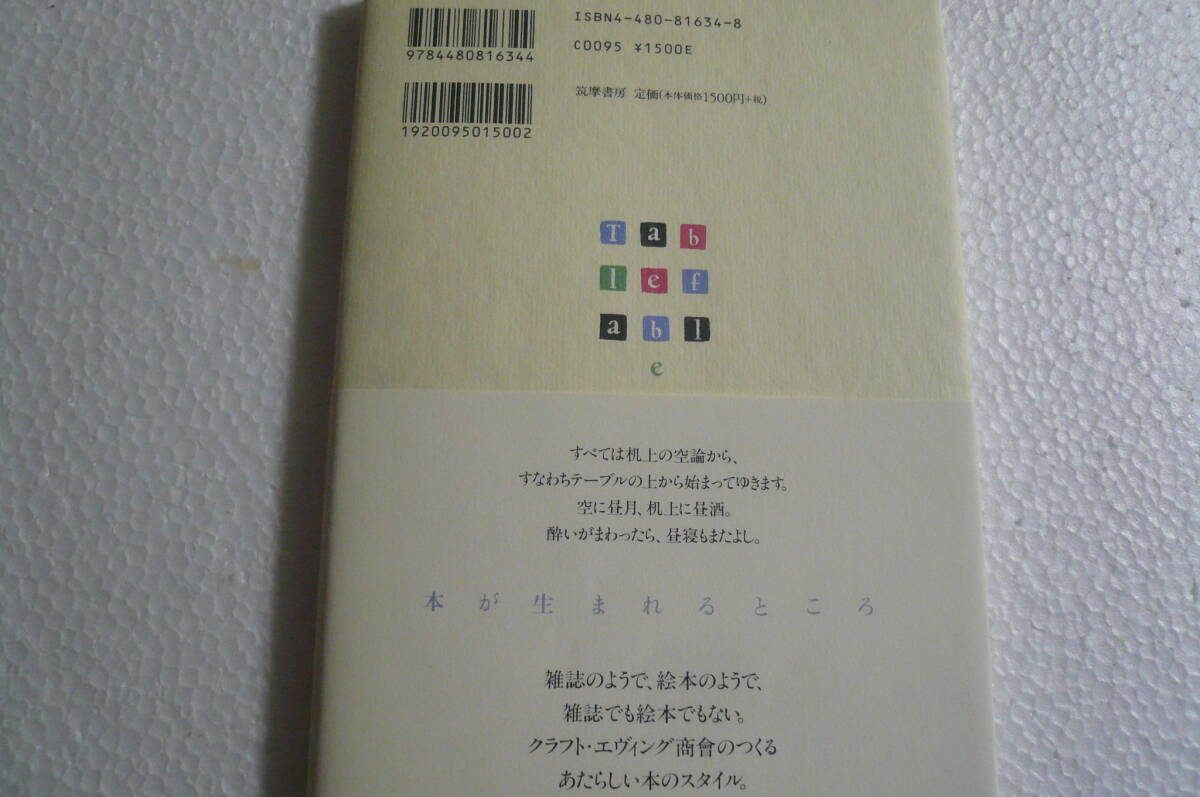 ISBN4-480-81634-8
9784480816344
C0095 ¥1500E
筑摩書房 定価(本体価格1500円+税)
1920095015002
Tab
lef
abl
e
すべては机上の空論から、
すなわちテーブルの上から始まってゆきます。
空に昼月、机上に昼酒。
酔いがまわったら、昼寝もまたよし。
本が生まれるところ
雑誌のようで、絵本のようで、
雑誌でも絵本でもない。
クラフト・エヴィング商會のつくる
あたらしい本のスタイル。